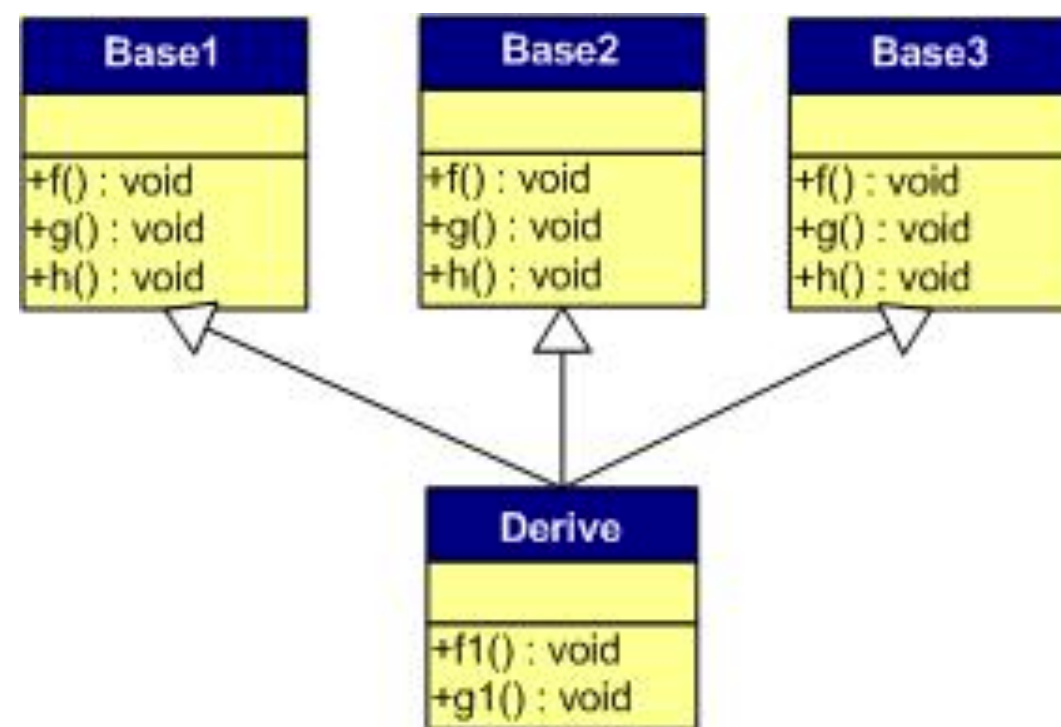 Base1
+f() : void
+g() : void
+h() : void
Base2
+f() : void
+g() : void
+h() : void
Base3
+f() : void
+g() : void
+h() : void
Derive
+f1() : void
+g1() : void